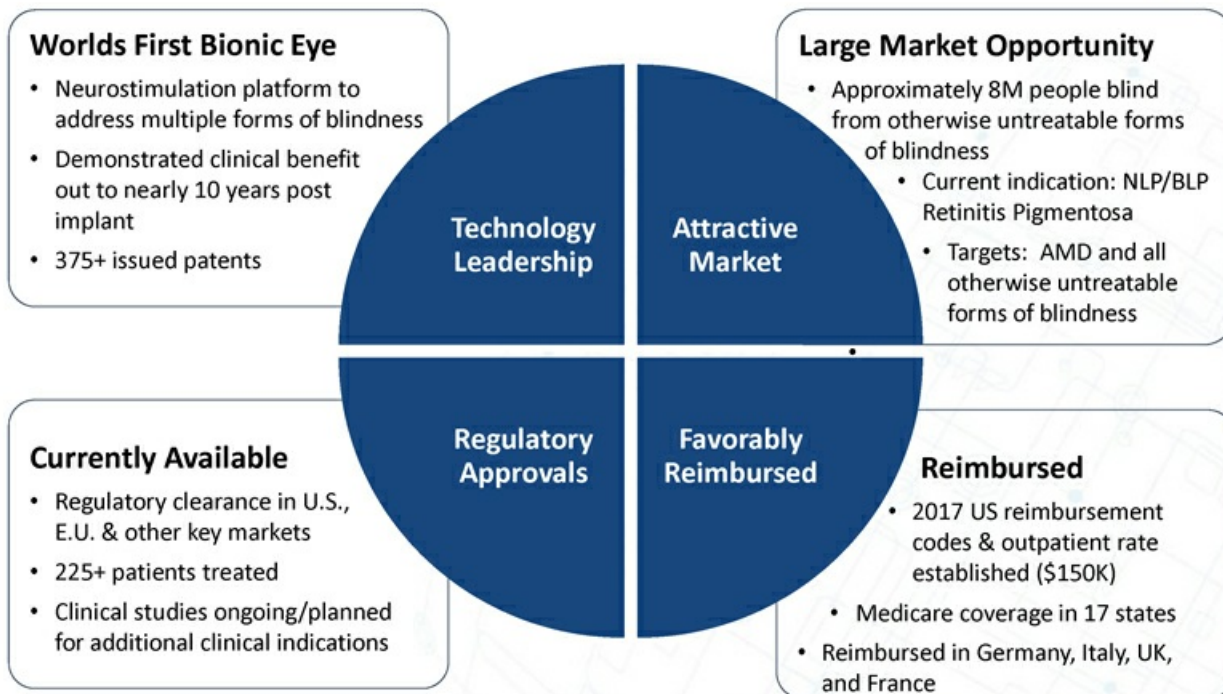 Worlds First Bionic Eye
• Neurostimulation platform to
address multiple forms of blindness
• Demonstrated clinical benefit
out to nearly 10 years post
implant
• 375+ issued patents
Large Market Opportunity
• Approximately 8M people blind
from otherwise untreatable forms
of blindness
• Current indication: NLP/BLP
Retinitis Pigmentosa
• Targets: AMD and all
otherwise untreatable
forms of blindness
•
Technology
Leadership
Attractive
Market
Regulatory
Approvals
Favorably
Reimbursed
Currently Available
• Regulatory clearance in U.S.,
E.U. & other key markets
• 225+ patients treated
• Clinical studies ongoing/planned
for additional clinical indications
Reimbursed
• 2017 US reimbursement
codes & outpatient rate
established ($150K)
• Medicare coverage in 17 states
• Reimbursed in Germany, Italy, UK,
and France